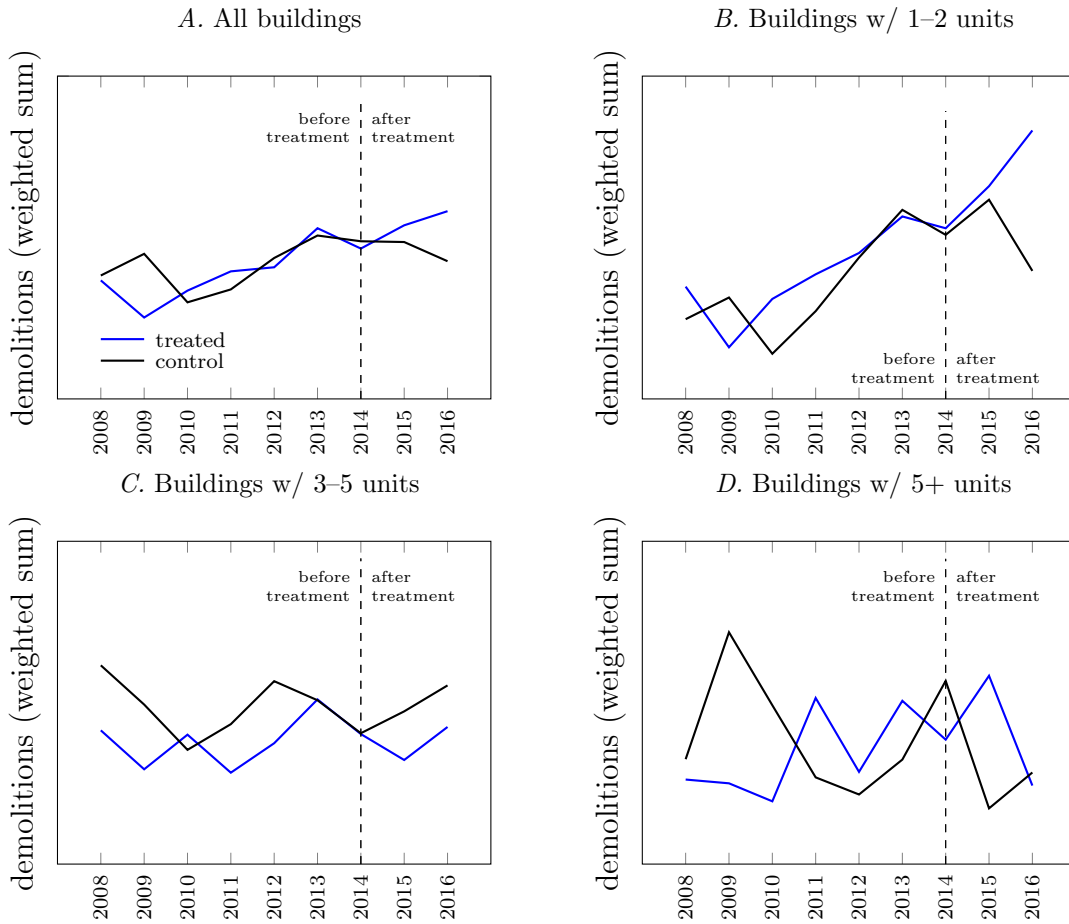 A. All buildings
demolitions (weighted sum)
before treatment
after treatment
treated
control
2008 2009 2010 2011 2012 2013 2014 2015 2016
B. Buildings w/ 1–2 units
demolitions (weighted sum)
before treatment
after treatment
2008 2009 2010 2011 2012 2013 2014 2015 2016
C. Buildings w/ 3–5 units
demolitions (weighted sum)
before treatment
after treatment
2008 2009 2010 2011 2012 2013 2014 2015 2016
D. Buildings w/ 5+ units
demolitions (weighted sum)
before treatment
after treatment
2008 2009 2010 2011 2012 2013 2014 2015 2016